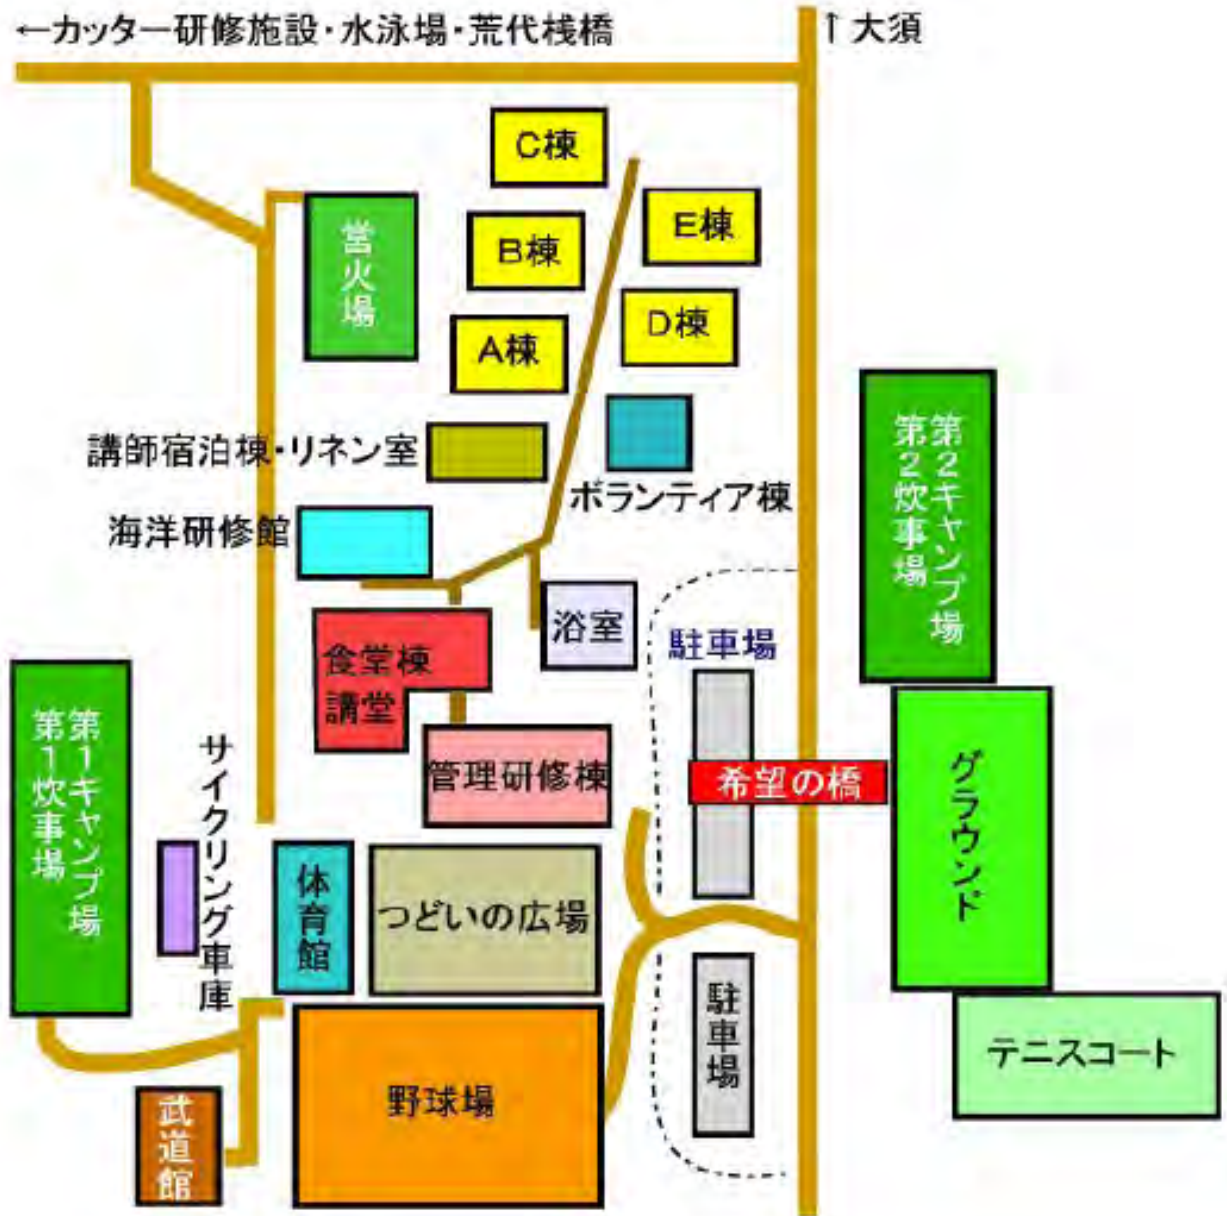 ←カッター研修施設・水泳場・荒代桟橋
↑大須
C棟
E棟
B棟
営火場
D棟
A棟
講師宿泊棟・リネン室
ボランティア棟
第2キャンプ場
第2炊事場
海洋研修館
浴室
駐車場
食堂棟
講堂
管理研修棟
希望の橋
グラウンド
第1キャンプ場
第1炊事場
サイクリング車庫
体育館
つどいの広場
駐車場
テニスコート
野球場
武道館